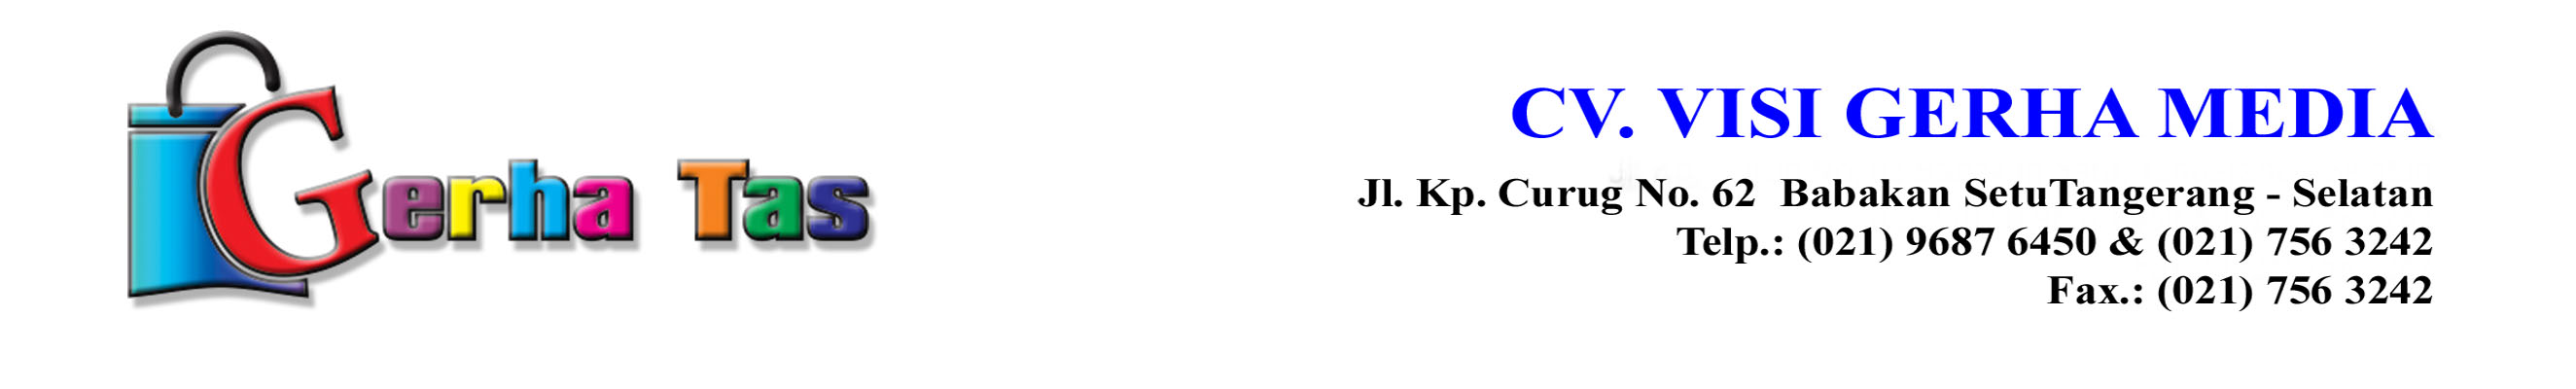 Gerha Tas
CV. VISI GERHA MEDIA
Jl. Kp. Curug No. 62 Babakan SetuTangerang - Selatan
Telp.: (021) 9687 6450 & (021) 756 3242
Fax.: (021) 756 3242